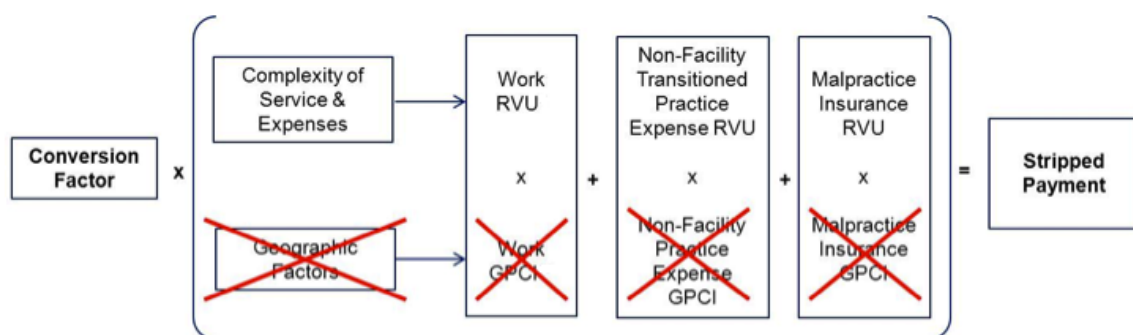 Conversion
Factor
x
Complexity of
Service &
Expenses
Geographic
Factors
Work
RVU
x
Work
GPCI
+
Non-Facility
Transitioned
Practice
Expense RVU
x
Non-Facility
Practice
Expense
GPCI
+
Malpractice
Insurance
RVU
x
Malpractice
Insurance
GPCI
=
Stripped
Payment